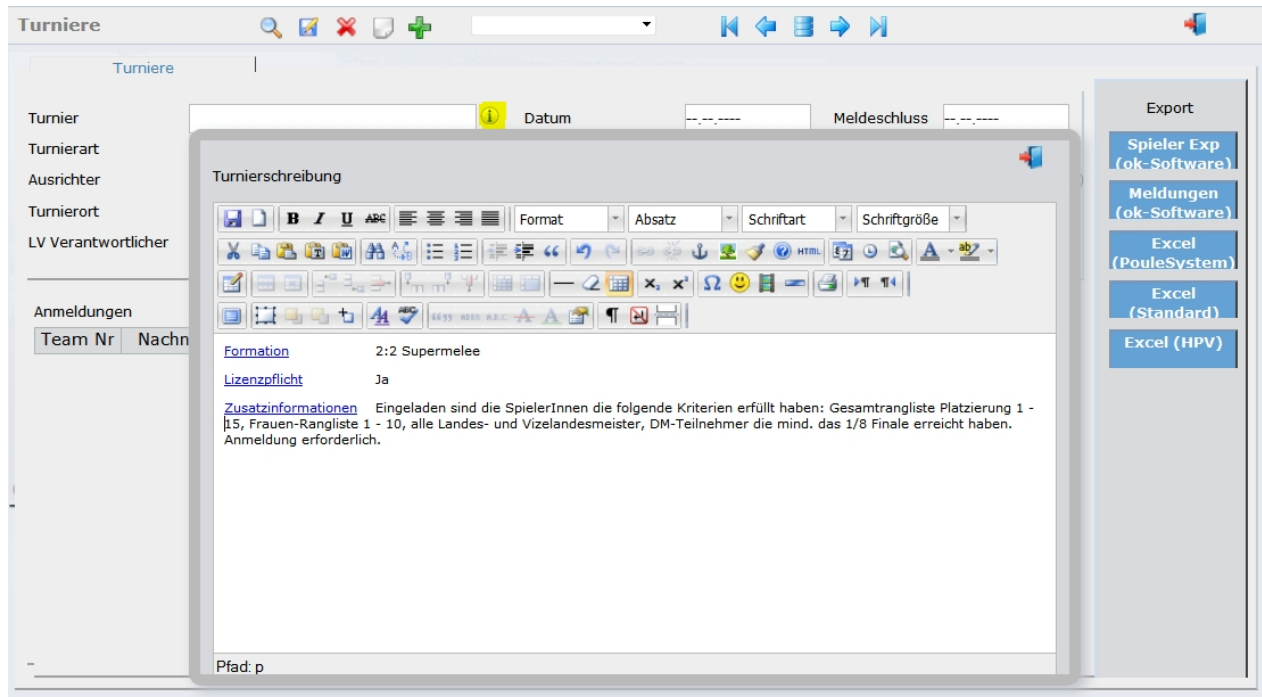 Turniere
Turniere
Turnier
Datum
--.--.----
Meldeschluss
--.--.----
Turnierart
Ausrichter
Turnierort
LV Verantwortlicher
Anmeldungen
Team Nr Nachn
Turnierschreibung
B I U ABC Format Absatz Schriftart Schriftgröße
HTML
Formation 2:2 Supermelee
Lizenzpflicht Ja
Zusatzinformationen Eingeladen sind die SpielerInnen die folgende Kriterien erfüllt haben: Gesamtrangliste Platzierung 1 -
15, Frauen-Rangliste 1 - 10, alle Landes- und Vizelandesmeister, DM-Teilnehmer die mind. das 1/8 Finale erreicht haben.
Anmeldung erforderlich.
Pfad: p
Export
Spieler Exp
(ok-Software)
Meldungen
(ok-Software)
Excel
(PouleSystem)
Excel
(Standard)
Excel (HPV)